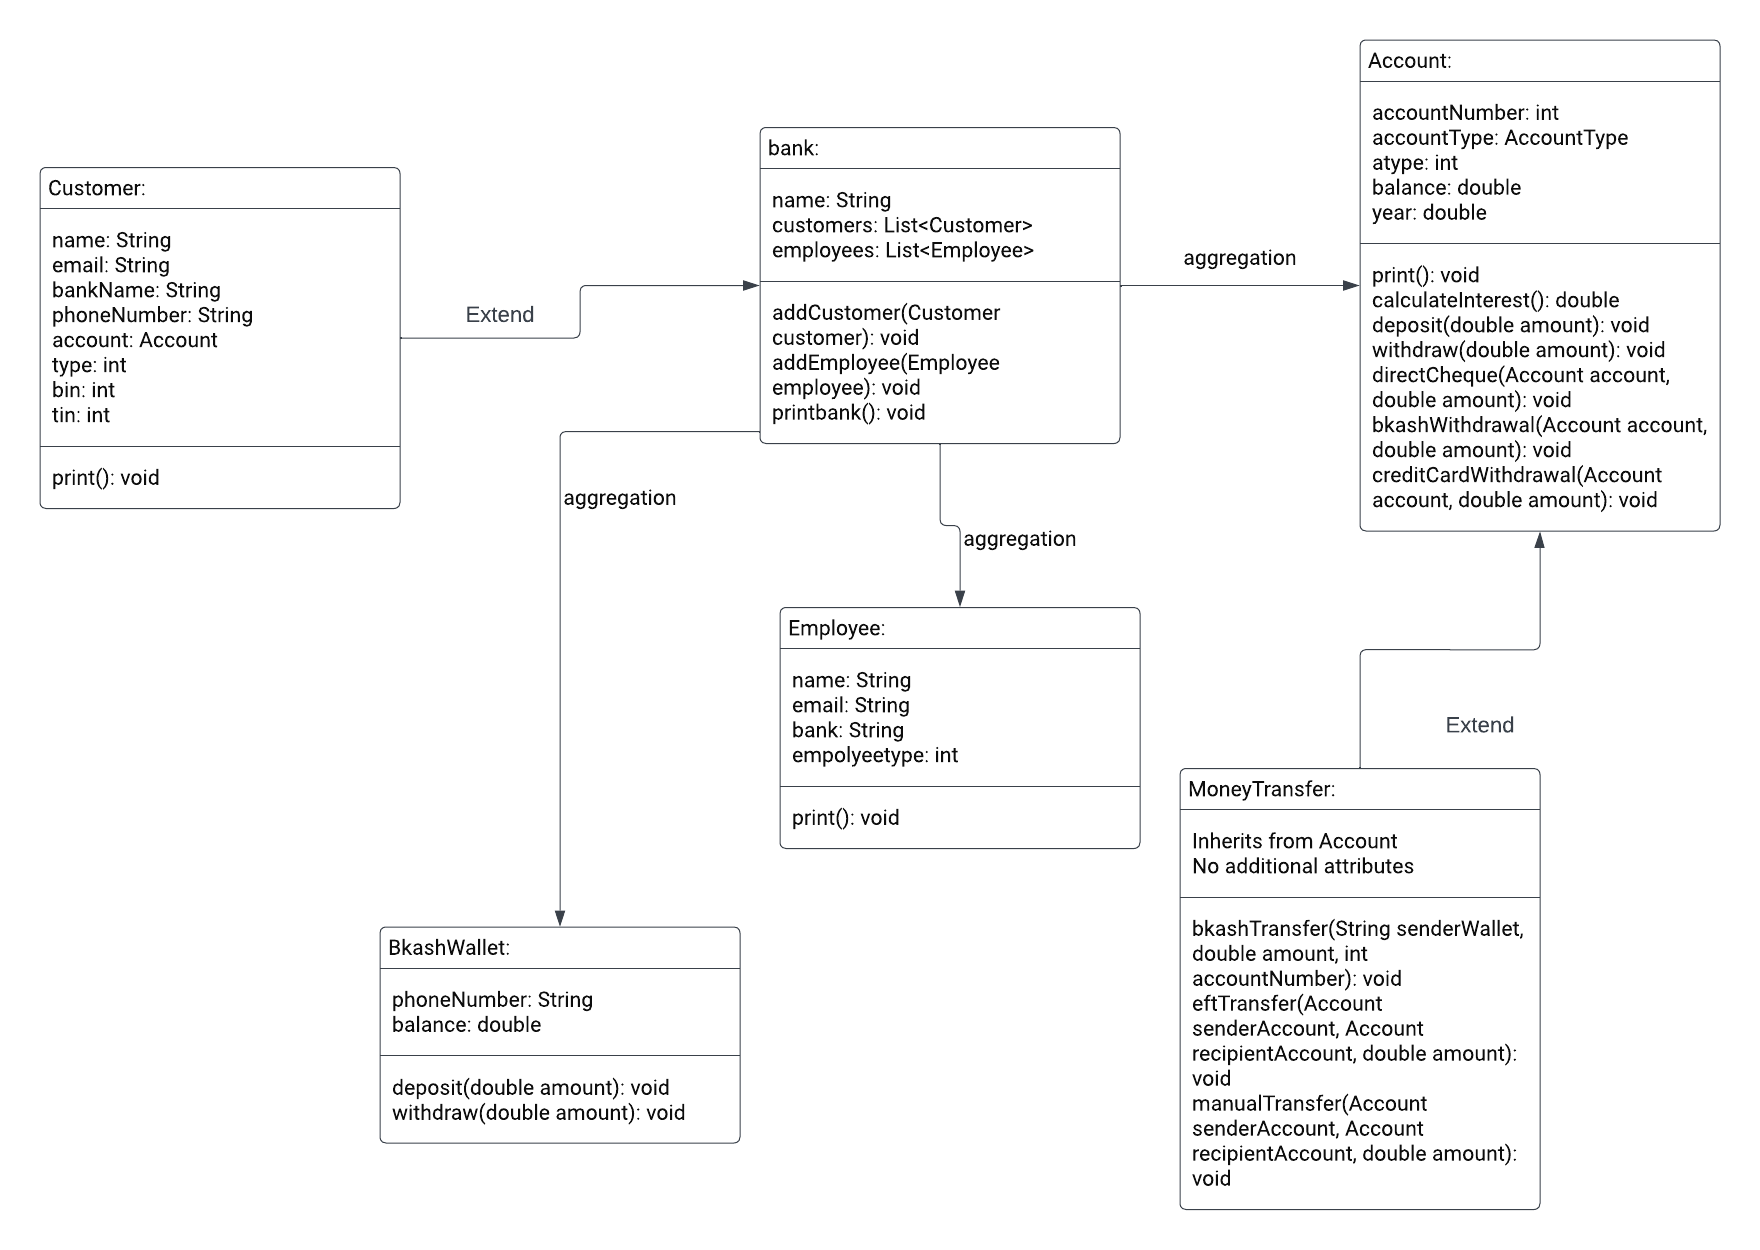 Customer:
name: String
email: String
bankName: String
phoneNumber: String
account: Account
type: int
bin: int
tin: int
print(): void
Extend
bank:
name: String
customers: List<Customer>
employees: List<Employee>
addCustomer(Customer
customer): void
addEmployee(Employee
employee): void
printbank(): void
aggregation
Account:
accountNumber: int
accountType: AccountType
atype: int
balance: double
year: double
print(): void
calculateInterest(): double
deposit(double amount): void
withdraw(double amount): void
directCheque(Account account,
double amount): void
bkashWithdrawal(Account account,
double amount): void
creditCardWithdrawal(Account
account, double amount): void
aggregation
aggregation
Employee:
name: String
email: String
bank: String
empolyeetype: int
print(): void
Extend
MoneyTransfer:
Inherits from Account
No additional attributes
bkashTransfer(String senderWallet,
double amount, int
accountNumber): void
eftTransfer(Account
senderAccount, Account
recipientAccount, double amount):
void
manualTransfer(Account
senderAccount, Account
recipientAccount, double amount):
void
BkashWallet:
phoneNumber: String
balance: double
deposit(double amount): void
withdraw(double amount): void